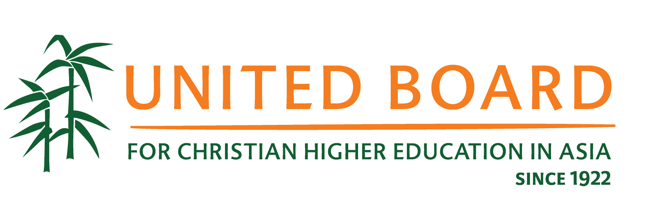 UNITED BOARD
FOR CHRISTIAN HIGHER EDUCATION IN ASIA
SINCE 1922